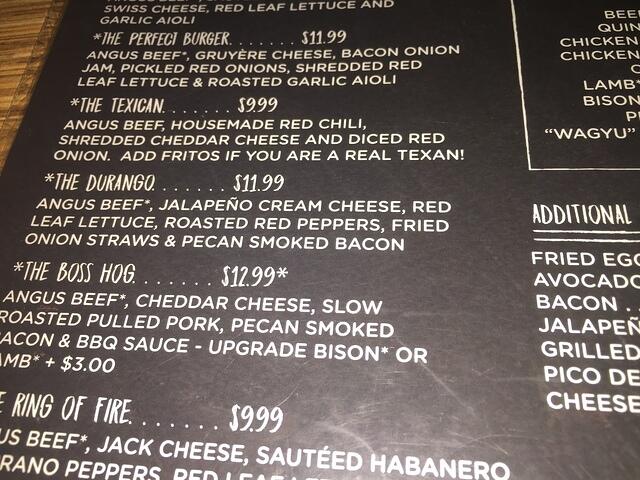 SWISS CHEESE, RED LEAF LETTUCE AND
GARLIC AIOLI
*THE PERFECT BURGER........ $11.99
ANGUS BEEF*, GRUYÈRE CHEESE, BACON ONION
JAM, PICKLED RED ONIONS, SHREDDED RED
LEAF LETTUCE & ROASTED GARLIC AIOLI
*THE TEXICAN....... $9.99
ANGUS BEEF, HOUSEMADE RED CHILI,
SHREDDED CHEDDAR CHEESE AND DICED RED
ONION. ADD FRITOS IF YOU ARE A REAL TEXAN!
*THE DURANGO....... $11.99
ANGUS BEEF*, JALAPEÑO CREAM CHEESE, RED
LEAF LETTUCE, ROASTED RED PEPPERS, FRIED
ONION STRAWS & PECAN SMOKED BACON
*THE BOSS HOG........ $12.99*
ANGUS BEEF*, CHEDDAR CHEESE, SLOW
ROASTED PULLED PORK, PECAN SMOKED
BACON & BBQ SAUCE - UPGRADE BISON* OR
LAMB* + $3.00
RING OF FIRE........ $9.99
BEEF*, JACK CHEESE, SAUTÉED HABANERO
PEPPERS, RED LEAF
BEEF
QUIN
CHICKEN
CHICKEN
LAMB*
BISON
"WAGYU"
ADDITIONAL
FRIED EGG
AVOCADO
BACON ..
JALAPEÑ
GRILLED
PICO DE
CHEESE